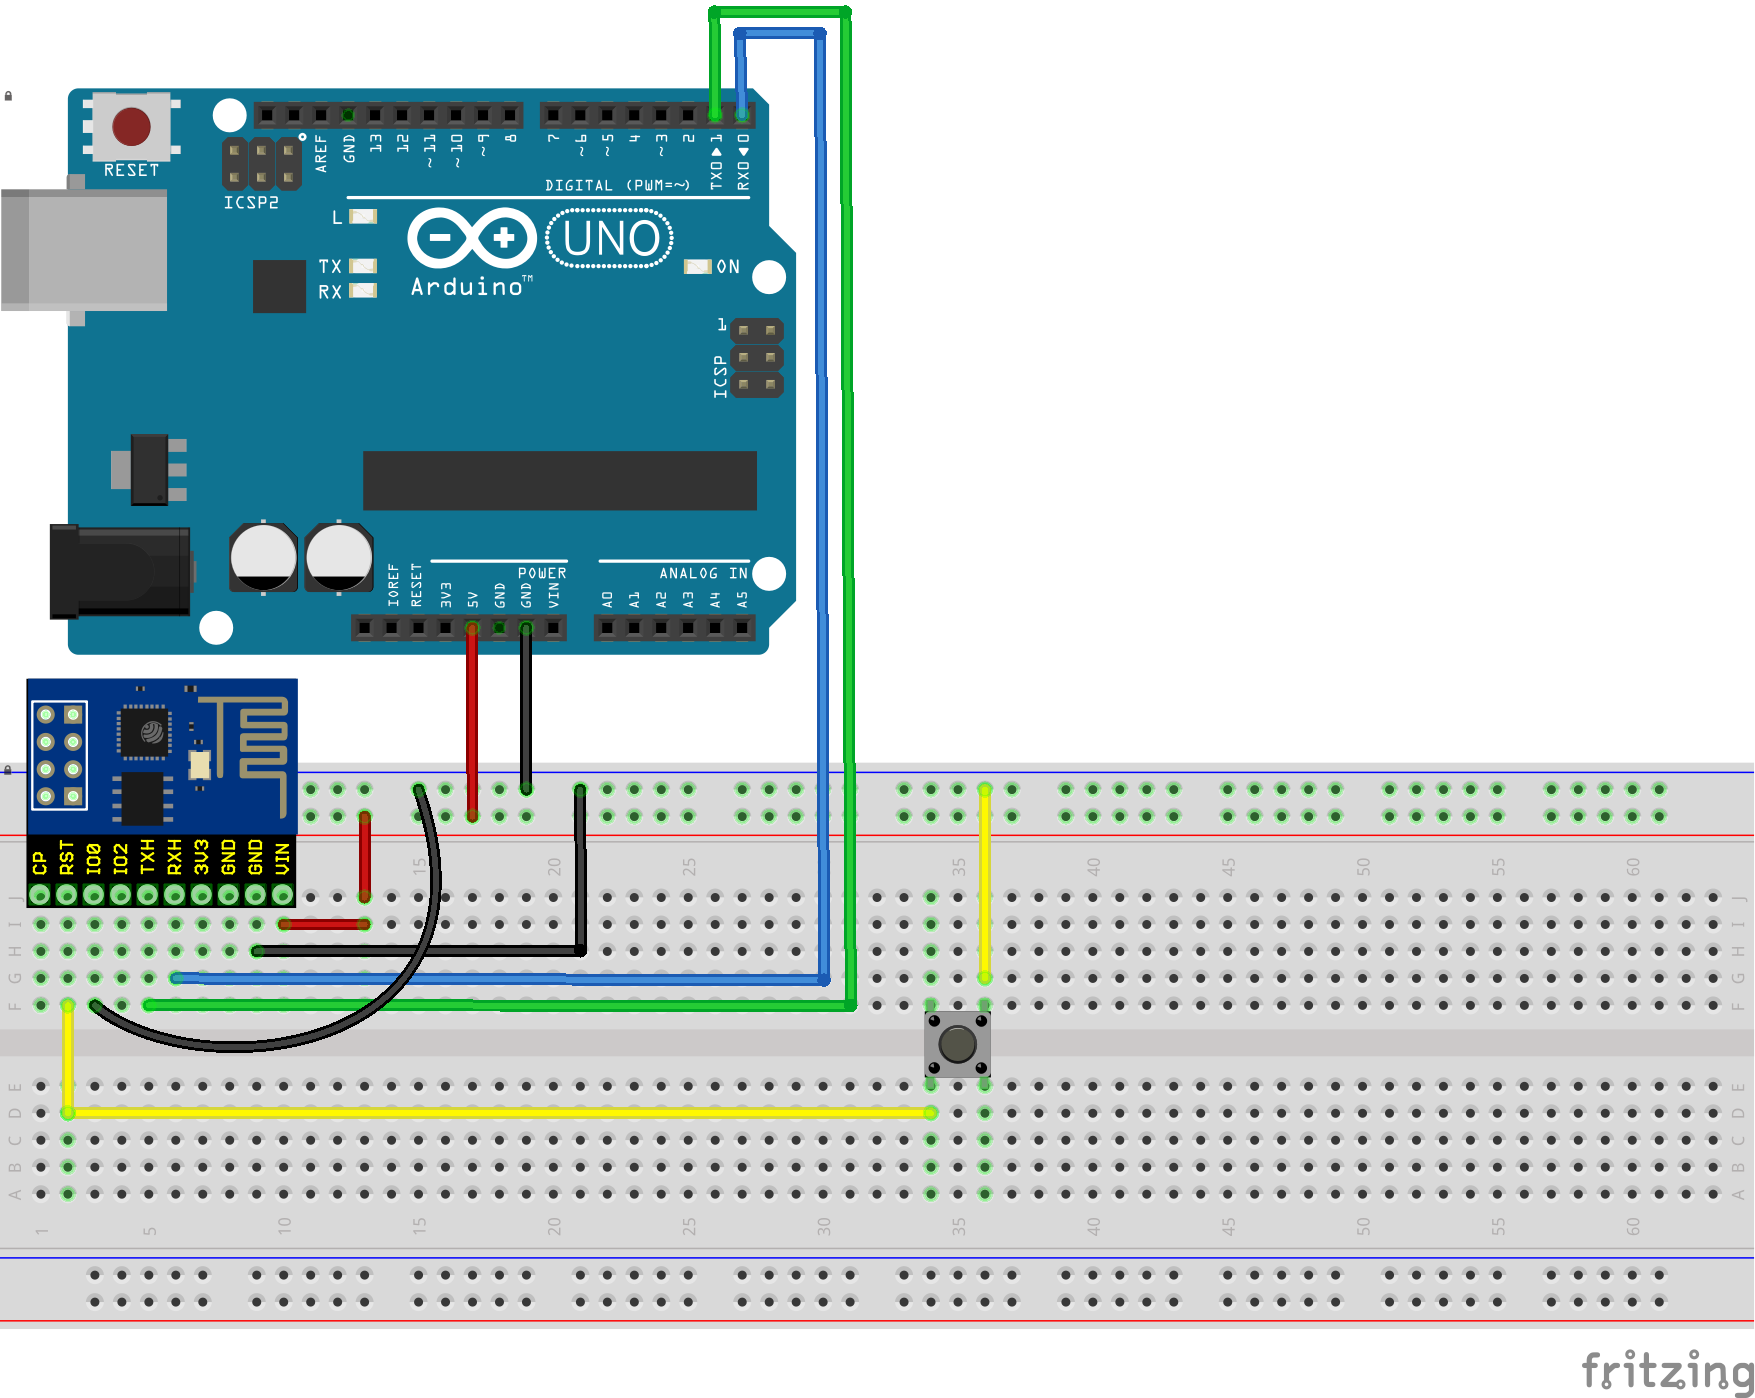 RESET
ICSP2
AREF
GND
13
12
~11
~10
~9
8
7
~6
~5
4
~3
2
TX0▶1
RX0◀0
DIGITAL (PWM=~)
L
TX
RX
Arduino™
UNO
ON
1
ICSP
IOREF
RESET
3V3
5V
GND
GND
VIN
POWER
ANALOG IN
A0
A1
A2
A3
A4
A5
CP
RST
IO0
IO2
TXH
RXH
3V3
GND
GND
VIN
15 20 25 35 40 45 50 55 60
J J
I I
H H
G G
F F
E E
D D
C C
B B
A A
1 5 10 15 20 25 30 35 40 45 50 55 60
fritzing